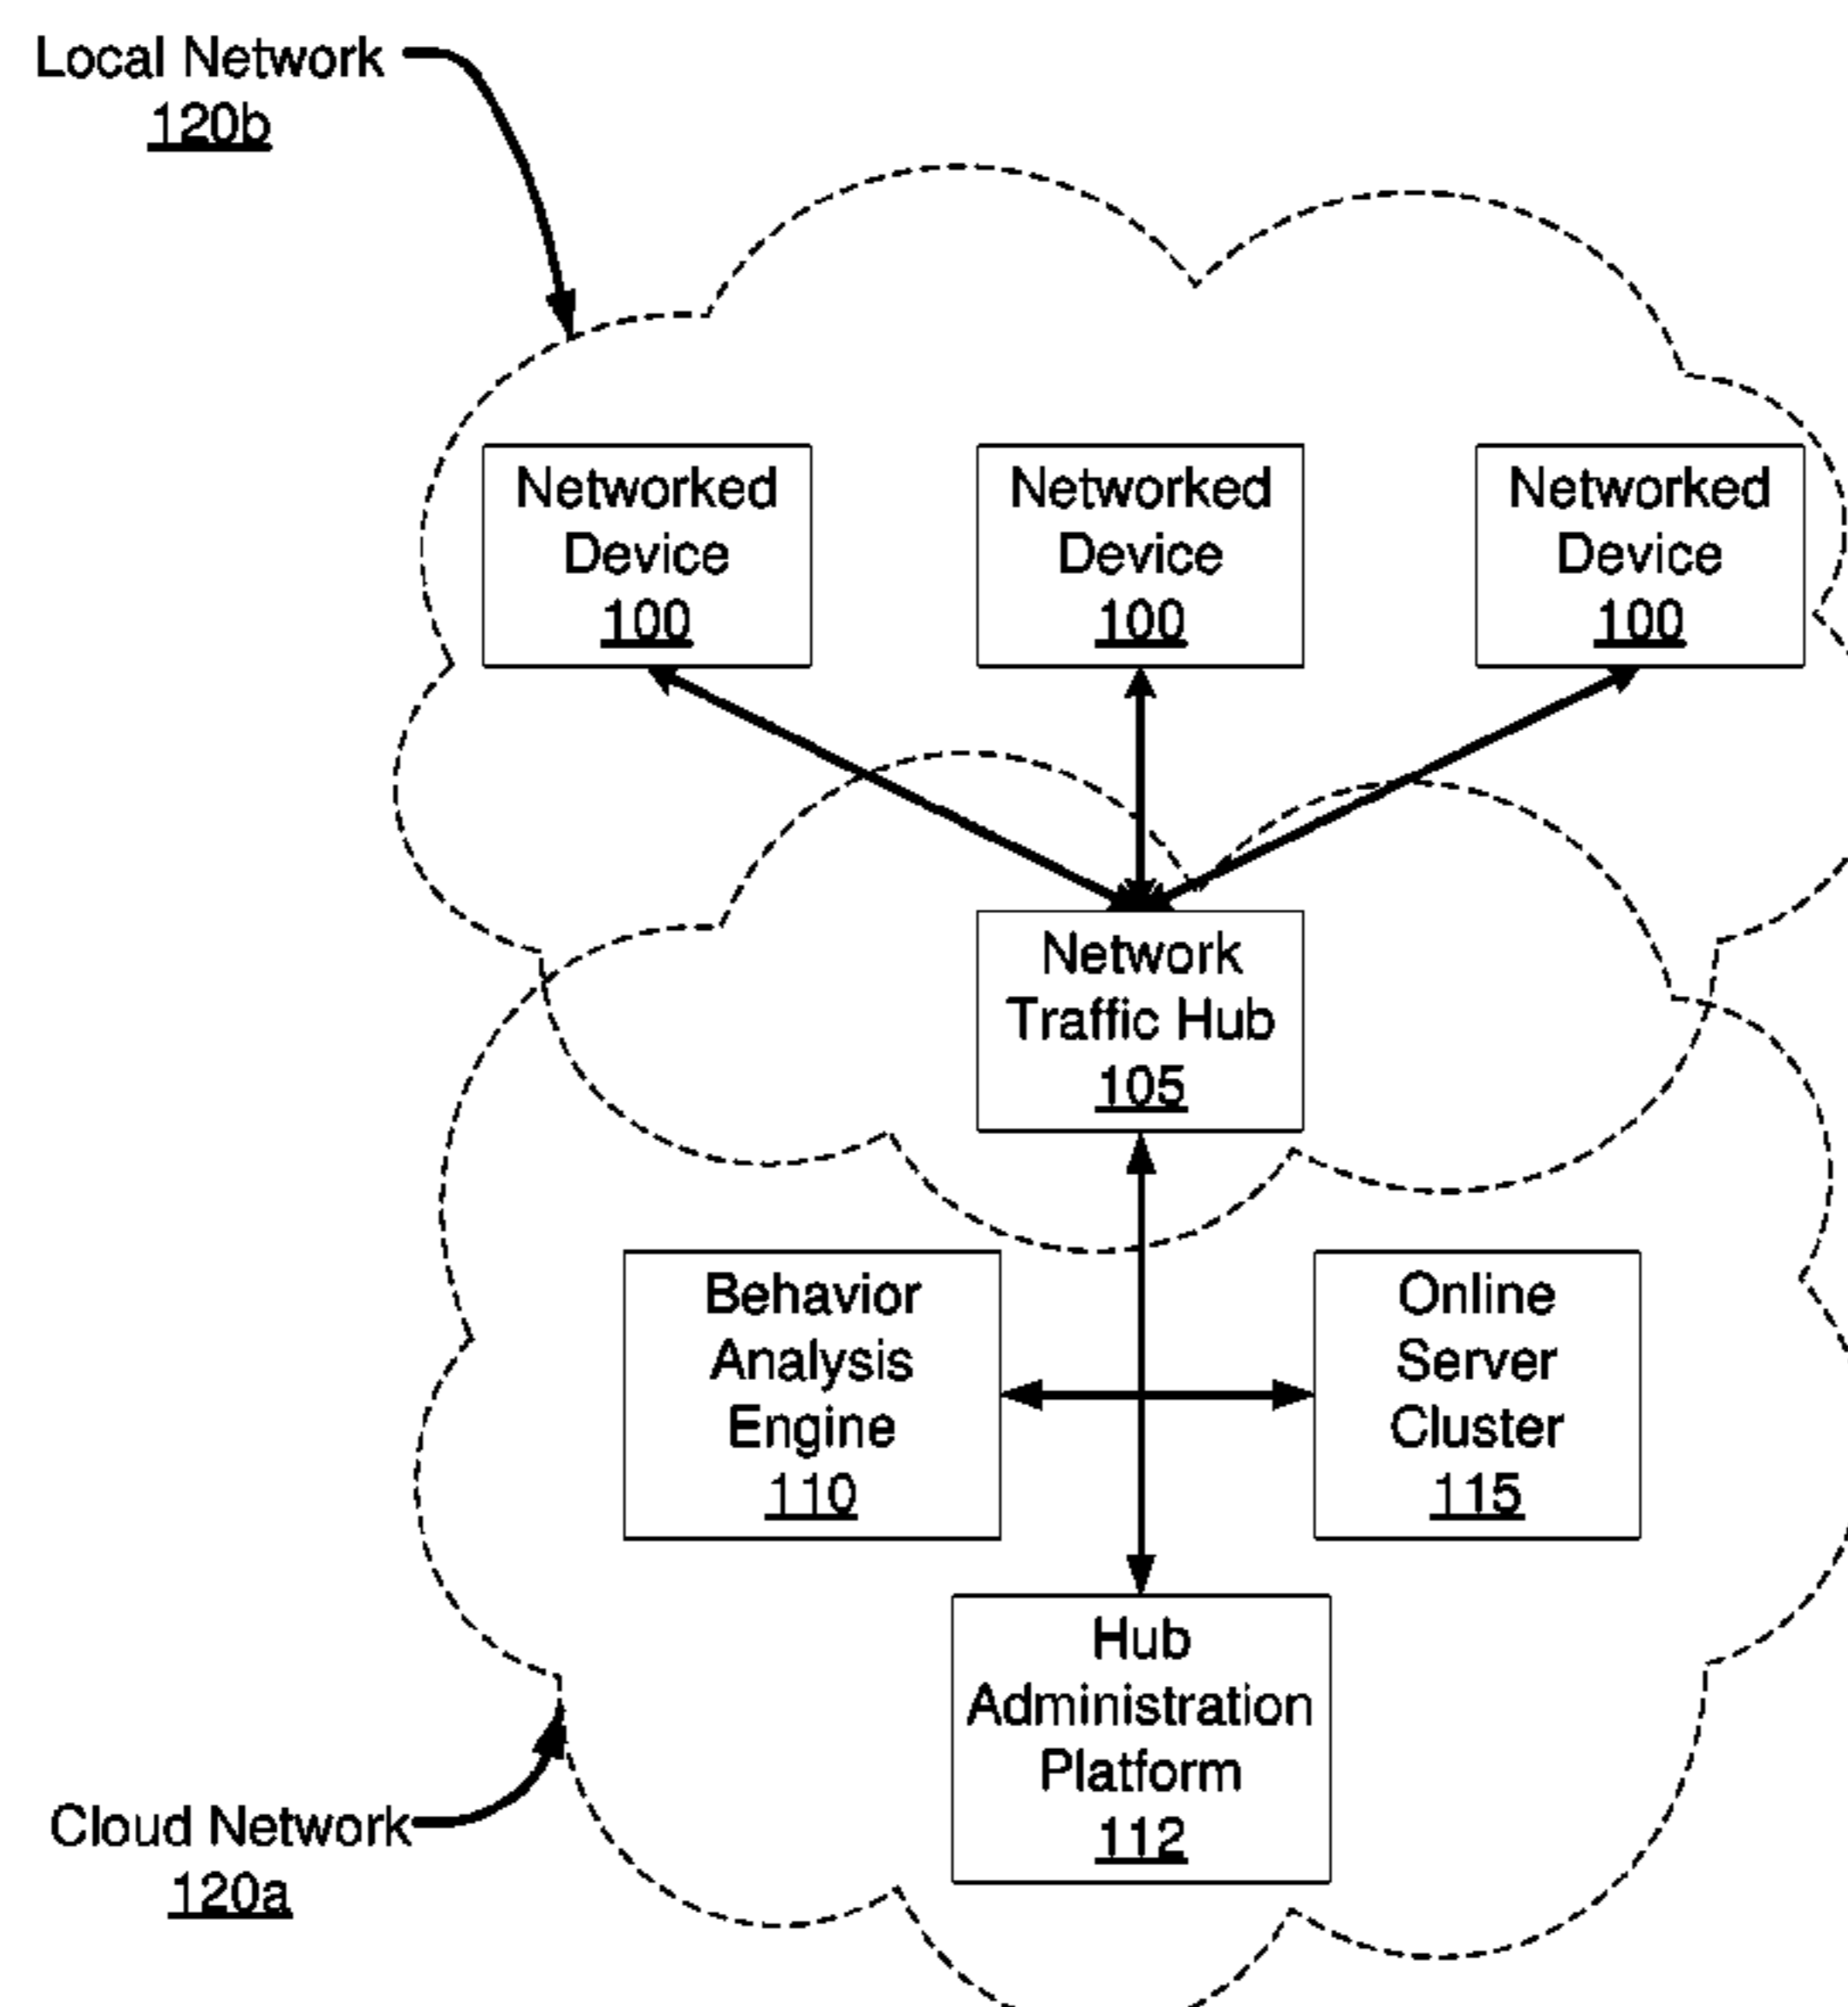 Local Network
120b
Networked
Device
100
Networked
Device
100
Networked
Device
100
Network
Traffic Hub
105
Behavior
Analysis
Engine
110
Online
Server
Cluster
115
Hub
Administration
Platform
112
Cloud Network
120a